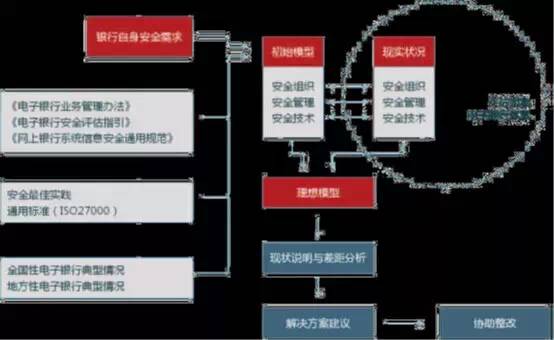 银行自身安全需求
《电子银行业务管理办法》
《电子银行安全评估指引》
《网上银行系统信息安全通用规范》
安全最佳实践
通用标准（ISO27000）
全国性电子银行典型情况
地方性电子银行典型情况
初始模型
安全组织
安全管理
安全技术
现实状况
安全组织
安全管理
安全技术
理想模型
现状说明与差距分析
解决方案建议
协助整改